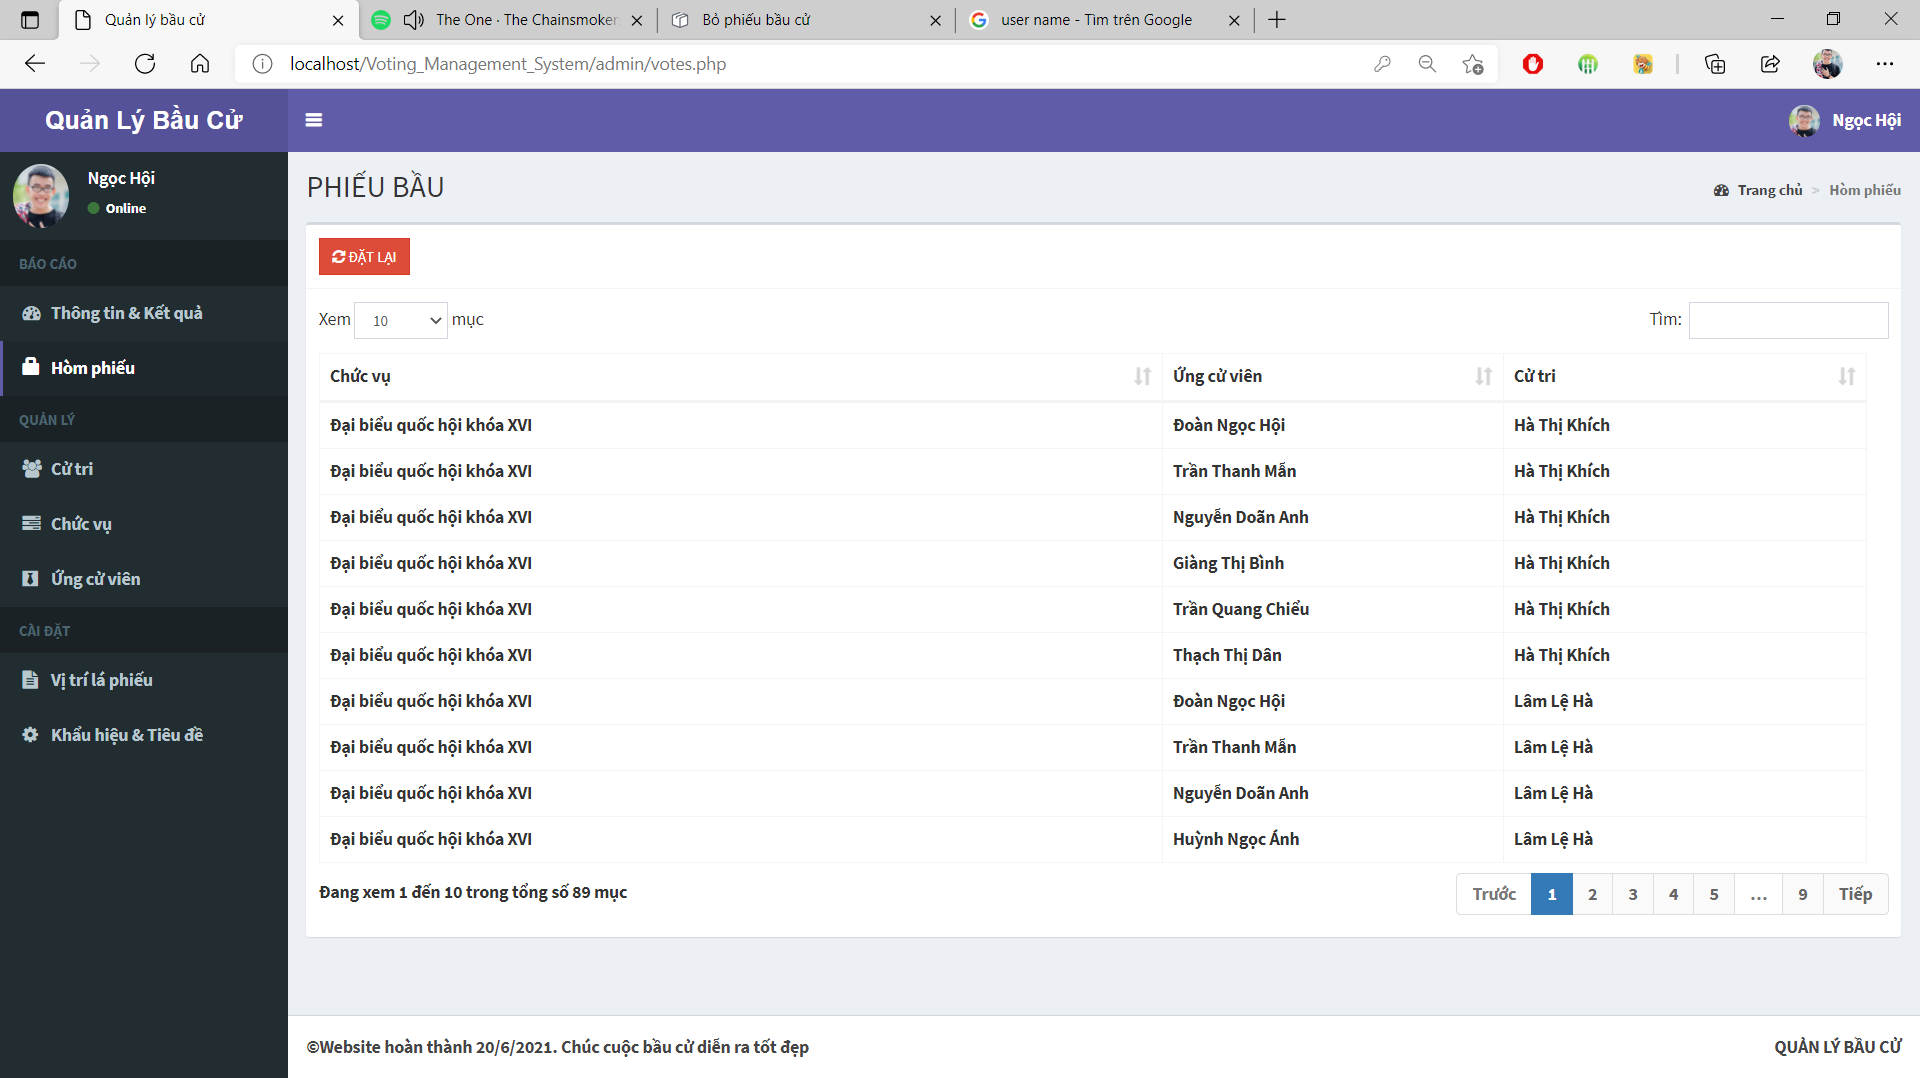 Quản lý bầu cử
The One · The Chainsmoker
Bỏ phiếu bầu cử
user name - Tìm trên Google
localhost/Voting_Management_System/admin/votes.php
Quản Lý Bầu Cử
Ngọc Hội
Ngọc Hội
Online
BÁO CÁO
Thông tin & Kết quả
Hòm phiếu
QUẢN LÝ
Cử tri
Chức vụ
Ứng cử viên
CÀI ĐẶT
Vị trí lá phiếu
Khẩu hiệu & Tiêu đề
PHIẾU BẦU
Trang chủ > Hòm phiếu
ĐẶT LẠI
Xem 10 mục
Tìm:
Chức vụ Ứng cử viên Cử tri
Đại biểu quốc hội khóa XVI Đoàn Ngọc Hội Hà Thị Khích
Đại biểu quốc hội khóa XVI Trần Thanh Mẫn Hà Thị Khích
Đại biểu quốc hội khóa XVI Nguyễn Doãn Anh Hà Thị Khích
Đại biểu quốc hội khóa XVI Giàng Thị Bình Hà Thị Khích
Đại biểu quốc hội khóa XVI Trần Quang Chiểu Hà Thị Khích
Đại biểu quốc hội khóa XVI Thạch Thị Dân Hà Thị Khích
Đại biểu quốc hội khóa XVI Đoàn Ngọc Hội Lâm Lệ Hà
Đại biểu quốc hội khóa XVI Trần Thanh Mẫn Lâm Lệ Hà
Đại biểu quốc hội khóa XVI Nguyễn Doãn Anh Lâm Lệ Hà
Đại biểu quốc hội khóa XVI Huỳnh Ngọc Ánh Lâm Lệ Hà
Đang xem 1 đến 10 trong tổng số 89 mục
Trước 1 2 3 4 5 … 9 Tiếp
©Website hoàn thành 20/6/2021. Chúc cuộc bầu cử diễn ra tốt đẹp
QUẢN LÝ BẦU CỬ